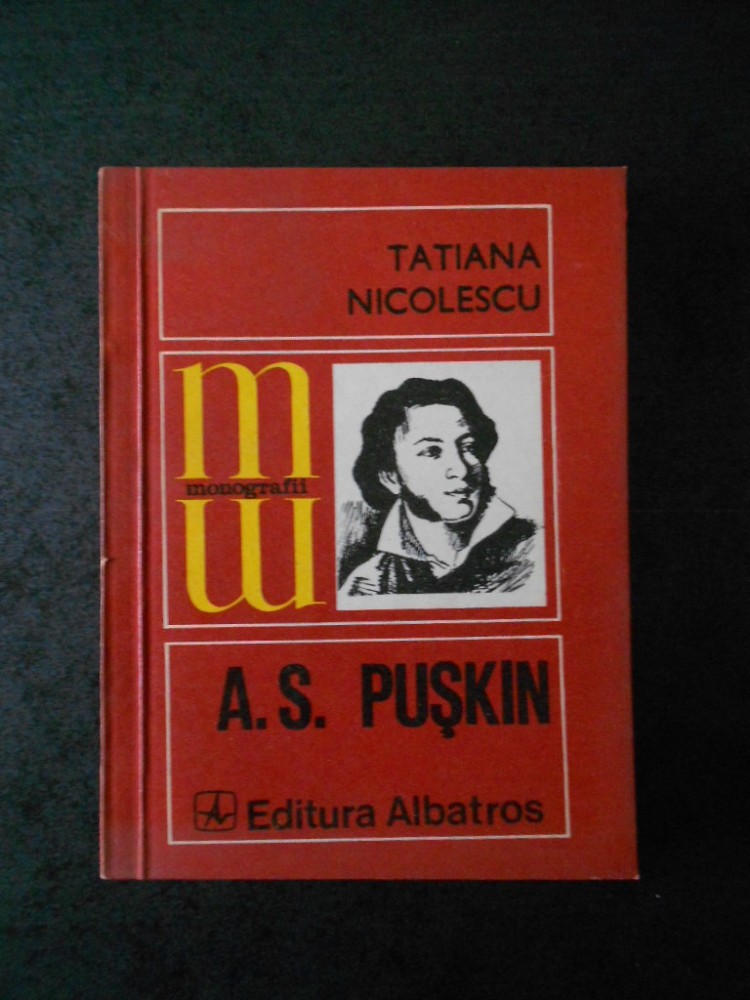 TATIANA
NICOLESCU
m
monografii
m
A.S. PUŞKIN
Editura Albatros